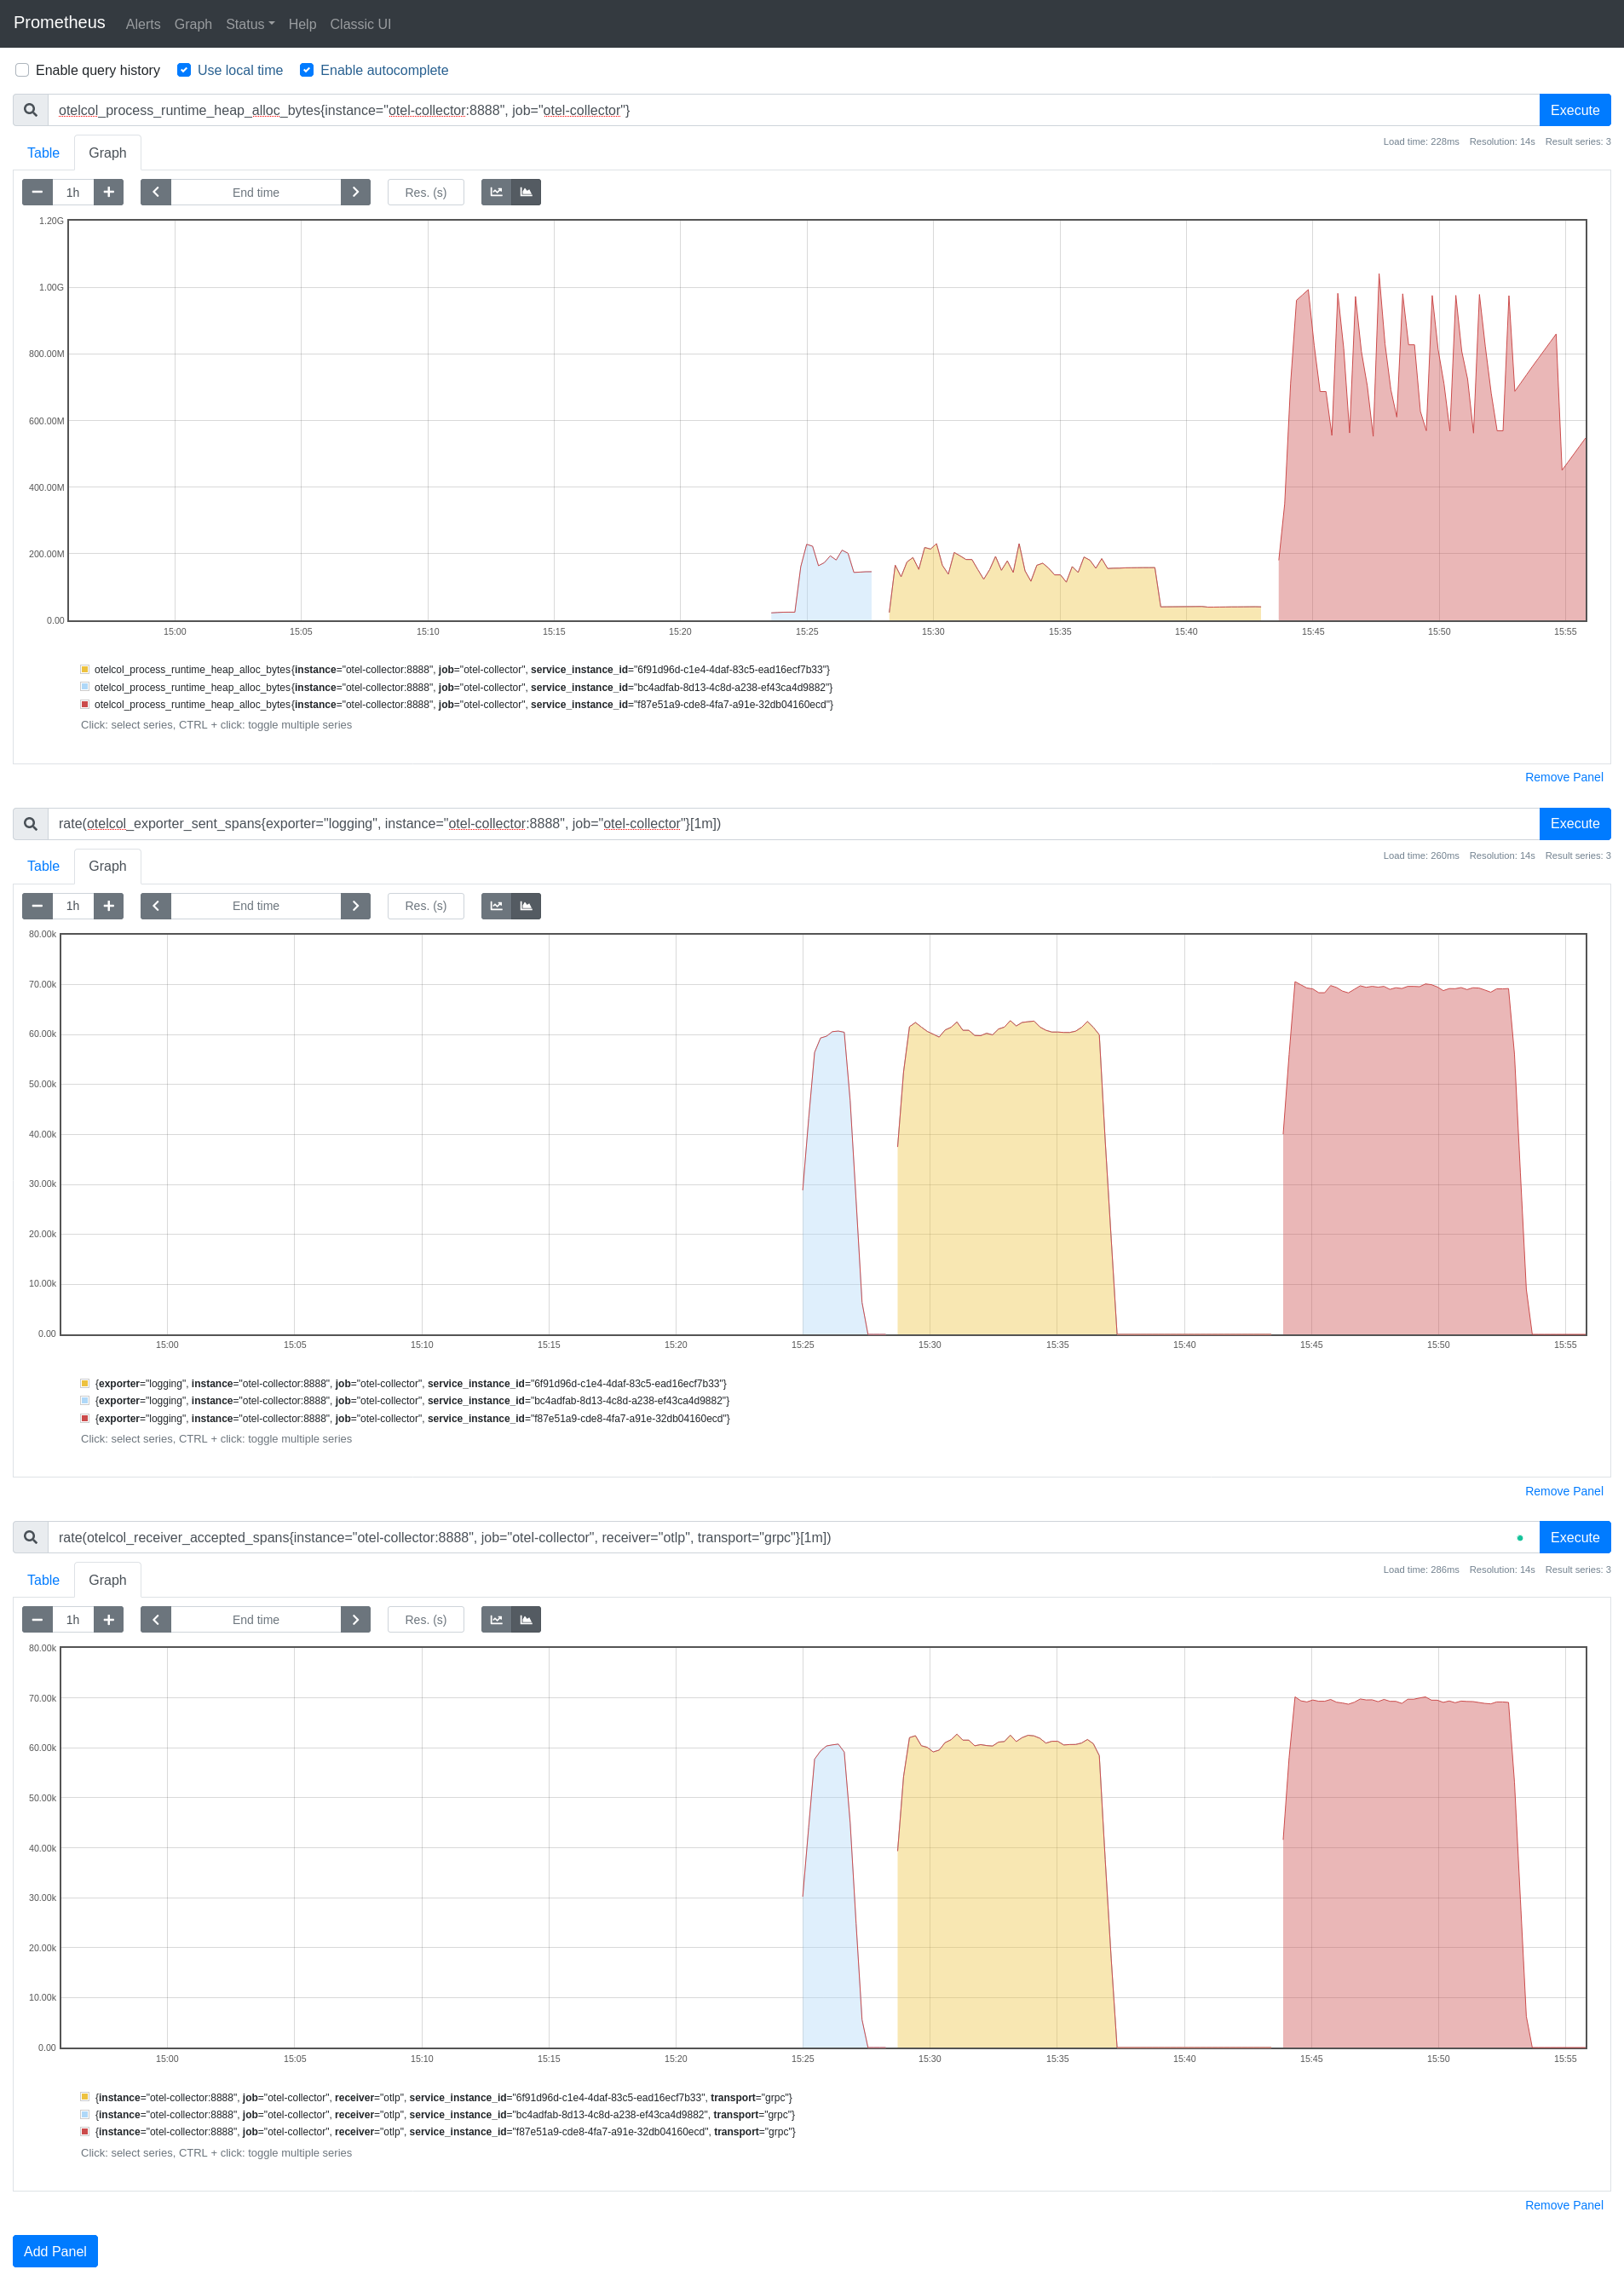 Prometheus Alerts Graph Status Help Classic UI
Enable query history Use local time Enable autocomplete
otelcol_process_runtime_heap_alloc_bytes{instance="otel-collector:8888", job="otel-collector"} Execute
Load time: 228ms Resolution: 14s Result series: 3
Table Graph
1h End time Res. (s)
1.20G
1.00G
800.00M
600.00M
400.00M
200.00M
0.00
15:00 15:05 15:10 15:15 15:20 15:25 15:30 15:35 15:40 15:45 15:50 15:55
otelcol_process_runtime_heap_alloc_bytes{instance="otel-collector:8888", job="otel-collector", service_instance_id="6f91d96d-c1e4-4daf-83c5-ead16ecf7b33"}
otelcol_process_runtime_heap_alloc_bytes{instance="otel-collector:8888", job="otel-collector", service_instance_id="bc4adfab-8d13-4c8d-a238-ef43ca4d9882"}
otelcol_process_runtime_heap_alloc_bytes{instance="otel-collector:8888", job="otel-collector", service_instance_id="f87e51a9-cde8-4fa7-a91e-32db04160ecd"}
Click: select series, CTRL + click: toggle multiple series
Remove Panel
rate(otelcol_exporter_sent_spans{exporter="logging", instance="otel-collector:8888", job="otel-collector"}[1m]) Execute
Load time: 260ms Resolution: 14s Result series: 3
Table Graph
1h End time Res. (s)
80.00k
70.00k
60.00k
50.00k
40.00k
30.00k
20.00k
10.00k
0.00
15:00 15:05 15:10 15:15 15:20 15:25 15:30 15:35 15:40 15:45 15:50 15:55
{exporter="logging", instance="otel-collector:8888", job="otel-collector", service_instance_id="6f91d96d-c1e4-4daf-83c5-ead16ecf7b33"}
{exporter="logging", instance="otel-collector:8888", job="otel-collector", service_instance_id="bc4adfab-8d13-4c8d-a238-ef43ca4d9882"}
{exporter="logging", instance="otel-collector:8888", job="otel-collector", service_instance_id="f87e51a9-cde8-4fa7-a91e-32db04160ecd"}
Click: select series, CTRL + click: toggle multiple series
Remove Panel
rate(otelcol_receiver_accepted_spans{instance="otel-collector:8888", job="otel-collector", receiver="otlp", transport="grpc"}[1m]) Execute
Load time: 286ms Resolution: 14s Result series: 3
Table Graph
1h End time Res. (s)
80.00k
70.00k
60.00k
50.00k
40.00k
30.00k
20.00k
10.00k
0.00
15:00 15:05 15:10 15:15 15:20 15:25 15:30 15:35 15:40 15:45 15:50 15:55
{instance="otel-collector:8888", job="otel-collector", receiver="otlp", service_instance_id="6f91d96d-c1e4-4daf-83c5-ead16ecf7b33", transport="grpc"}
{instance="otel-collector:8888", job="otel-collector", receiver="otlp", service_instance_id="bc4adfab-8d13-4c8d-a238-ef43ca4d9882", transport="grpc"}
{instance="otel-collector:8888", job="otel-collector", receiver="otlp", service_instance_id="f87e51a9-cde8-4fa7-a91e-32db04160ecd", transport="grpc"}
Click: select series, CTRL + click: toggle multiple series
Remove Panel
Add Panel